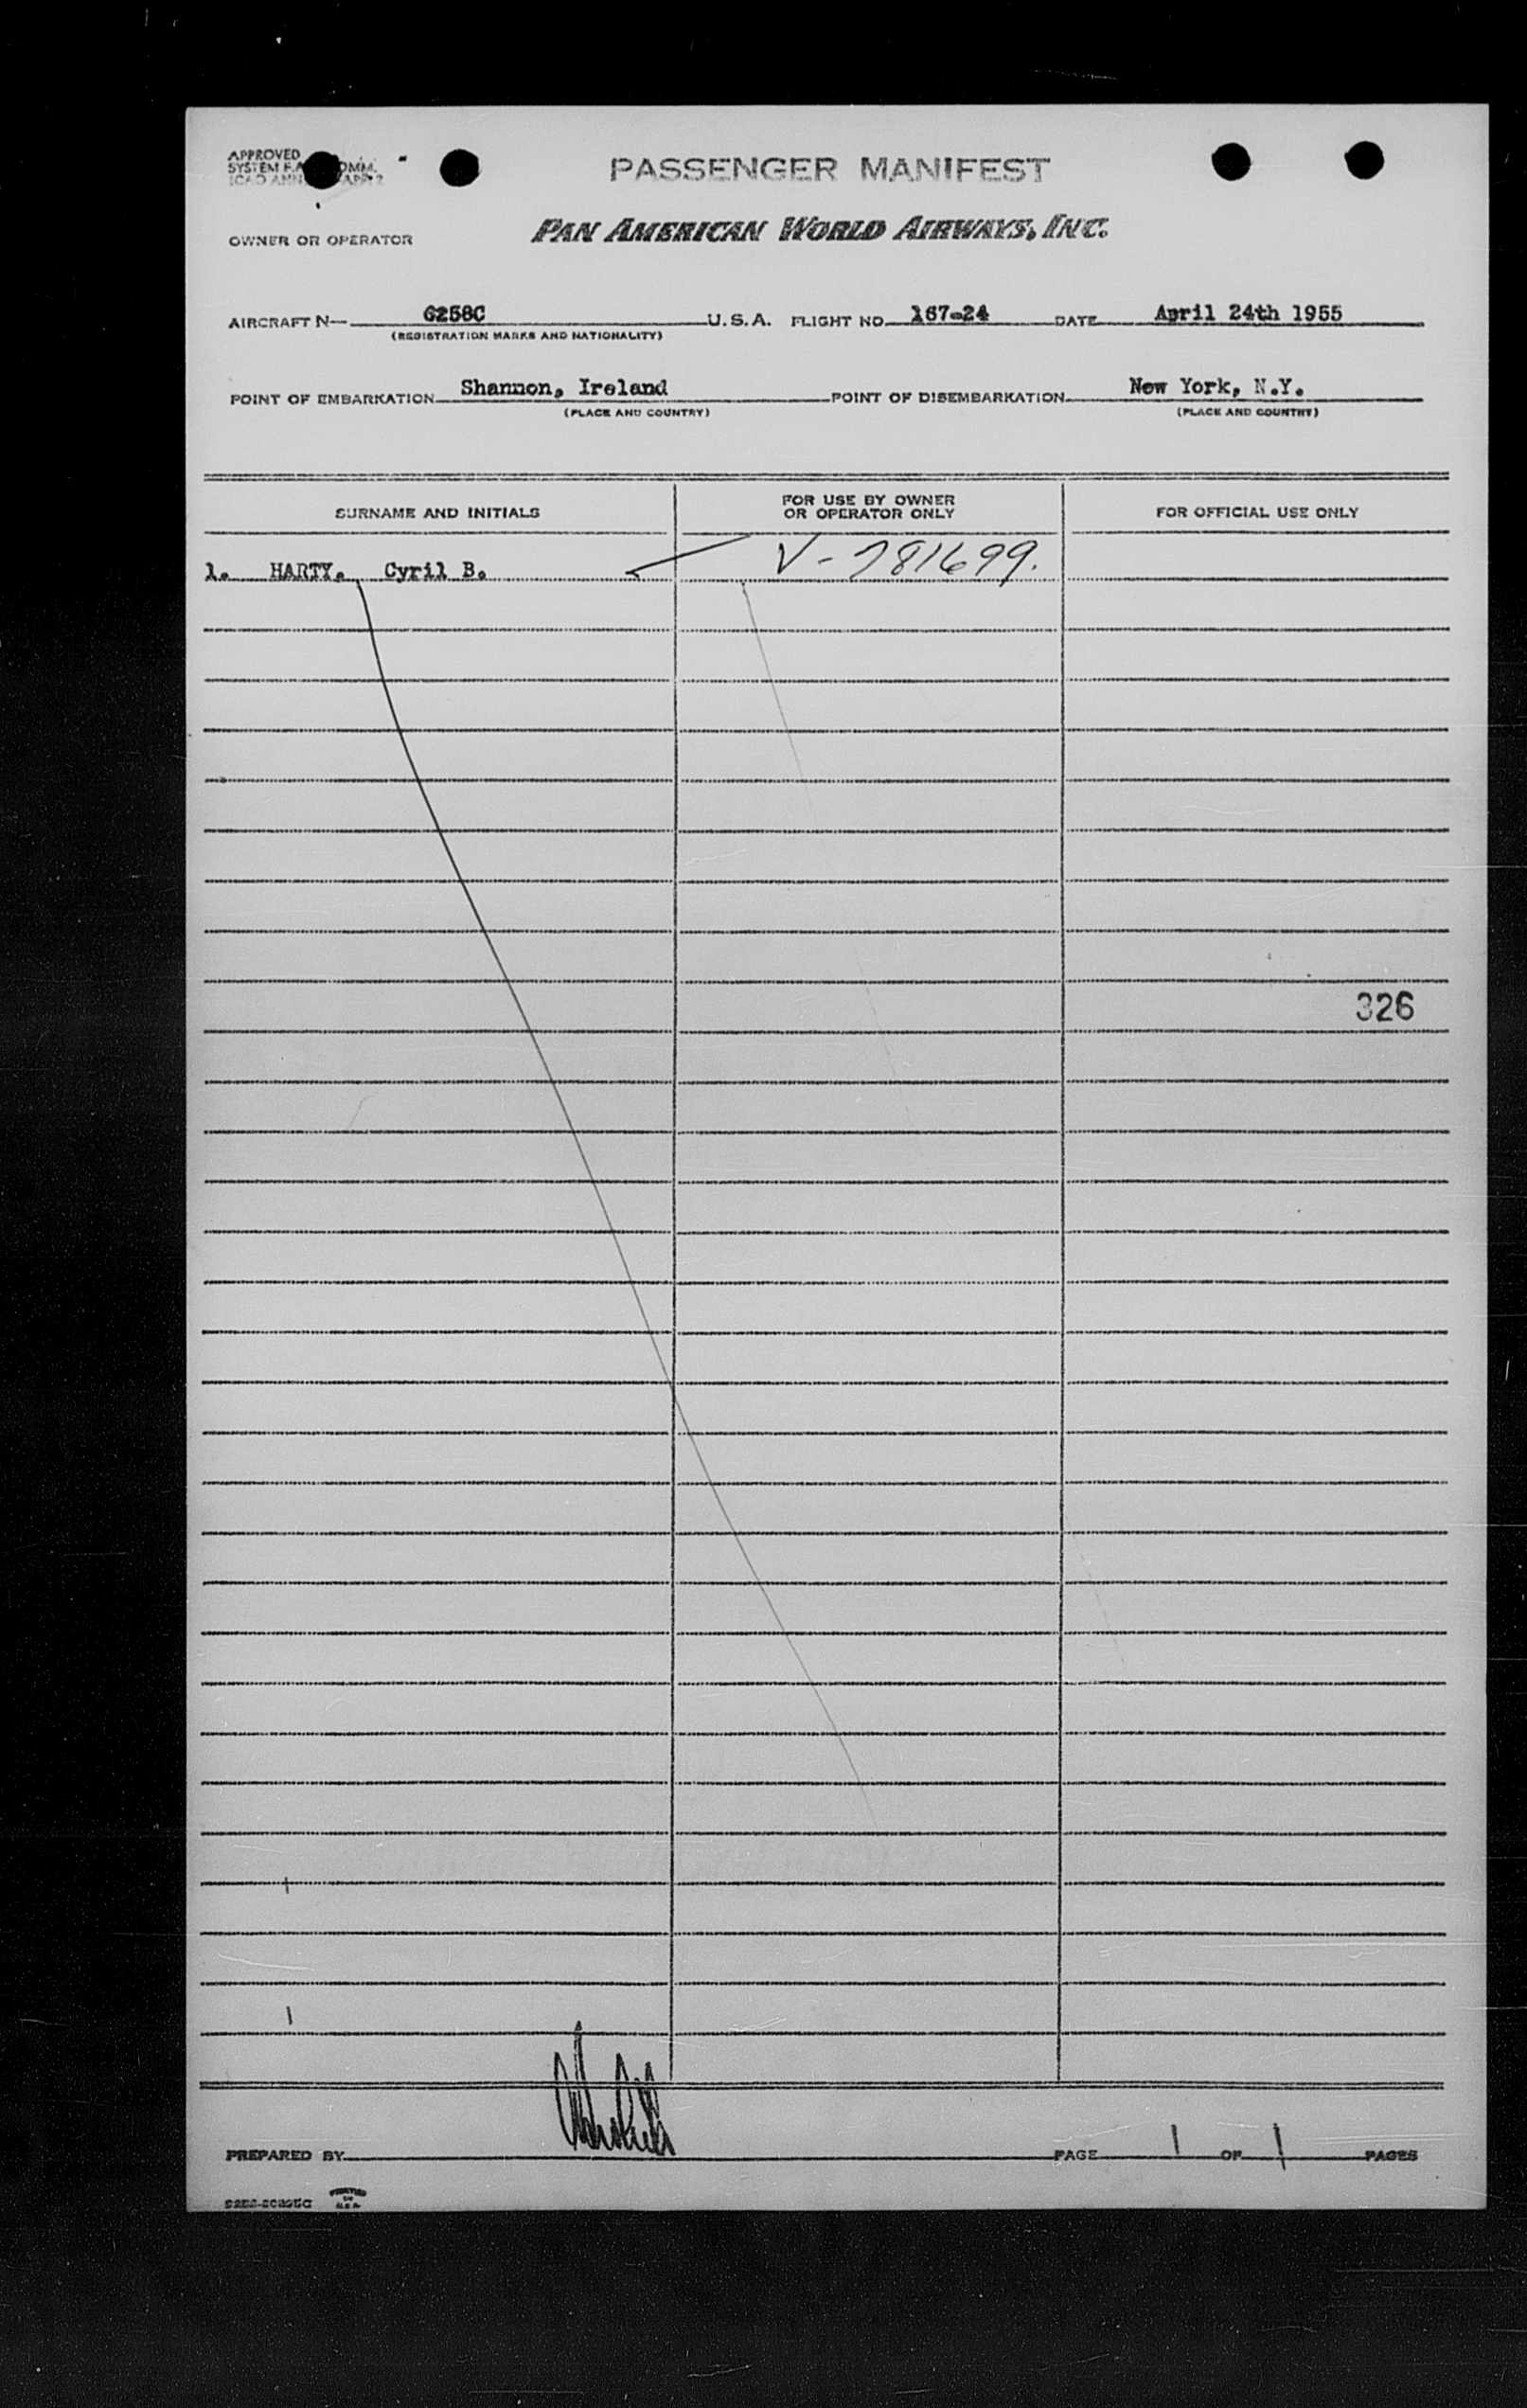 APPROVED
SYSTEM F.A
PASSENGER MANIFEST
OWNER OR OPERATOR PAN AMERICAN WORLD AIRWAYS, INC.
AIRCRAFT N— 6258C U.S.A. FLIGHT NO 167-24 DATE April 24th 1955
(REGISTRATION MARKS AND NATIONALITY)
POINT OF EMBARKATION Shannon, Ireland POINT OF DISEMBARKATION New York, N.Y.
(PLACE AND COUNTRY) (PLACE AND COUNTRY)
SURNAME AND INITIALS FOR USE BY OWNER OR OPERATOR ONLY FOR OFFICIAL USE ONLY
1. HARTY. Cyril B. V-781699.
326
PREPARED BY PAGE 1 OF 1 PAGES
PRINTED IN U.S.A.